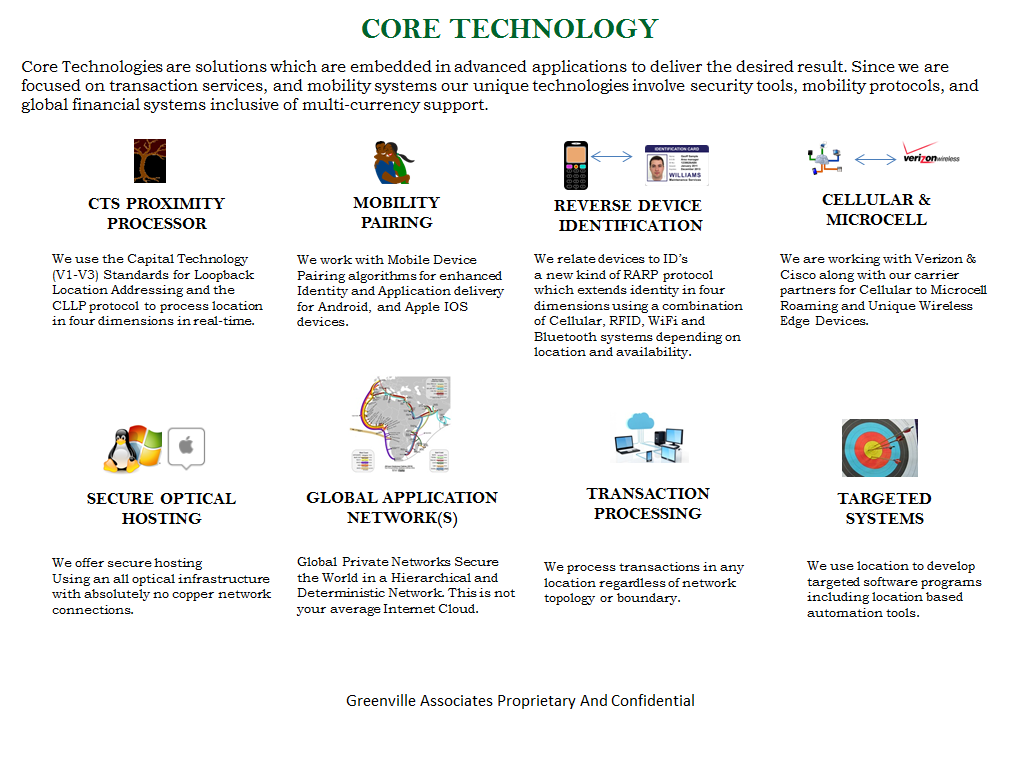 CORE TECHNOLOGY
Core Technologies are solutions which are embedded in advanced applications to deliver the desired result. Since we are
focused on transaction services, and mobility systems our unique technologies involve security tools, mobility protocols, and
global financial systems inclusive of multi-currency support.
CTS PROXIMITY
PROCESSOR
We use the Capital Technology
(V1-V3) Standards for Loopback
Location Addressing and the
CLLP protocol to process location
in four dimensions in real-time.
MOBILITY
PAIRING
We work with Mobile Device
Pairing algorithms for enhanced
Identity and Application delivery
for Android, and Apple IOS
devices.
IDENTIFICATION CARD
WILLIAMS
REVERSE DEVICE
IDENTIFICATION
We relate devices to ID's
a new kind of RARP protocol
which extends identity in four
dimensions using a combination
of Cellular, RFID, WiFi and
Bluetooth systems depending on
location and availability.
verizonwireless
CELLULAR &
MICROCELL
We are working with Verizon &
Cisco along with our carrier
partners for Cellular to Microcell
Roaming and Unique Wireless
Edge Devices.
SECURE OPTICAL
HOSTING
We offer secure hosting
Using an all optical infrastructure
with absolutely no copper network
connections.
GLOBAL APPLICATION
NETWORK(S)
Global Private Networks Secure
the World in a Hierarchical and
Deterministic Network. This is not
your average Internet Cloud.
TRANSACTION
PROCESSING
We process transactions in any
location regardless of network
topology or boundary.
TARGETED
SYSTEMS
We use location to develop
targeted software programs
including location based
automation tools.
Greenville Associates Proprietary And Confidential